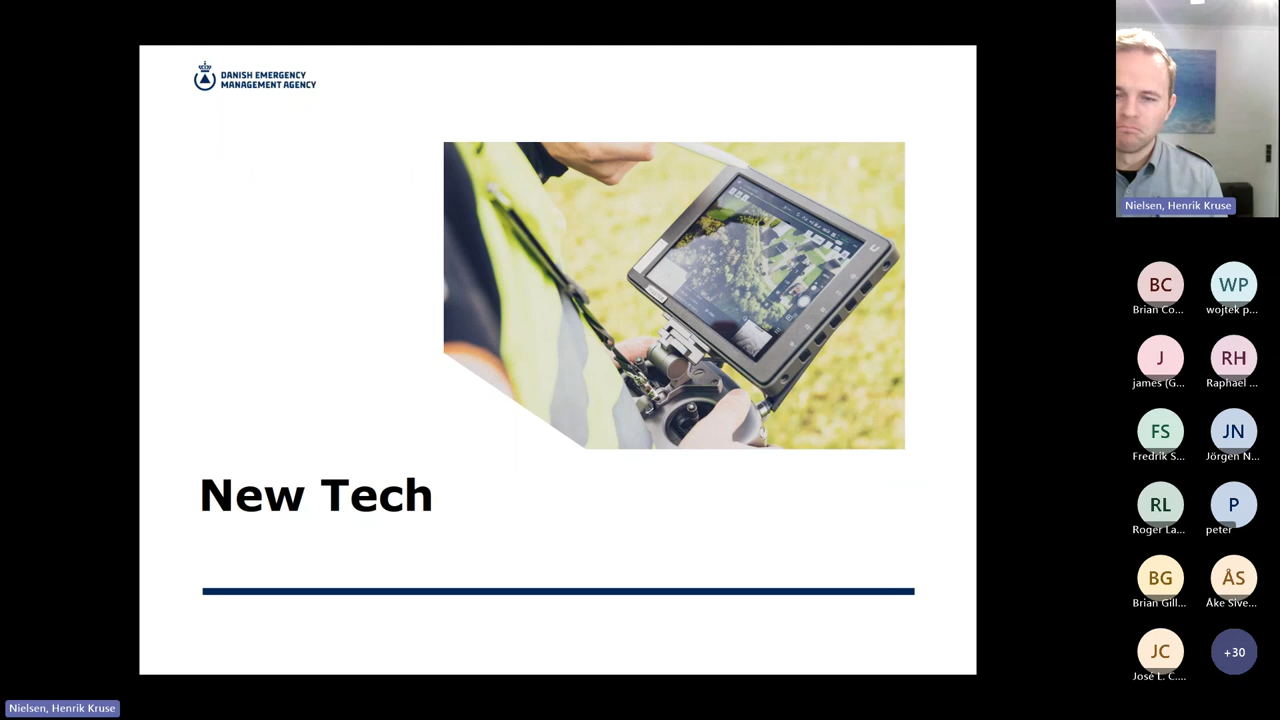 DANISH EMERGENCY
MANAGEMENT AGENCY
New Tech
Nielsen, Henrik Kruse
BC
WP
Brian Co...
wojtek p...
J
RH
james (G...
Raphael ...
FS
JN
Fredrik S...
Jörgen N...
RL
P
Roger La...
peter
BG
ÅS
Brian Gill...
Åke Sive...
JC
+30
José L. C....
Nielsen, Henrik Kruse